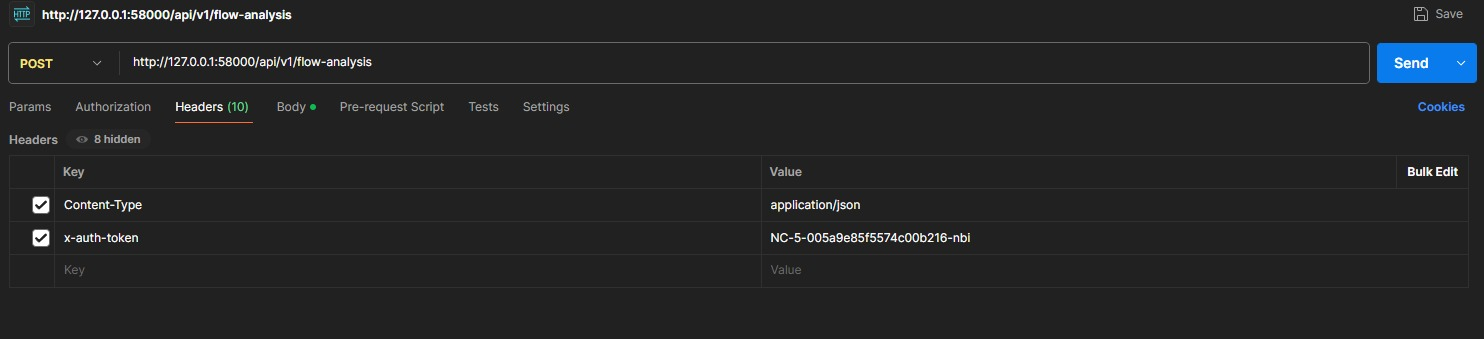 HTTP http://127.0.0.1:58000/api/v1/flow-analysis Save
POST http://127.0.0.1:58000/api/v1/flow-analysis Send
Params Authorization Headers (10) Body Pre-request Script Tests Settings Cookies
Headers 8 hidden
Key Value Bulk Edit
Content-Type application/json
x-auth-token NC-5-005a9e85f5574c00b216-nbi
Key Value